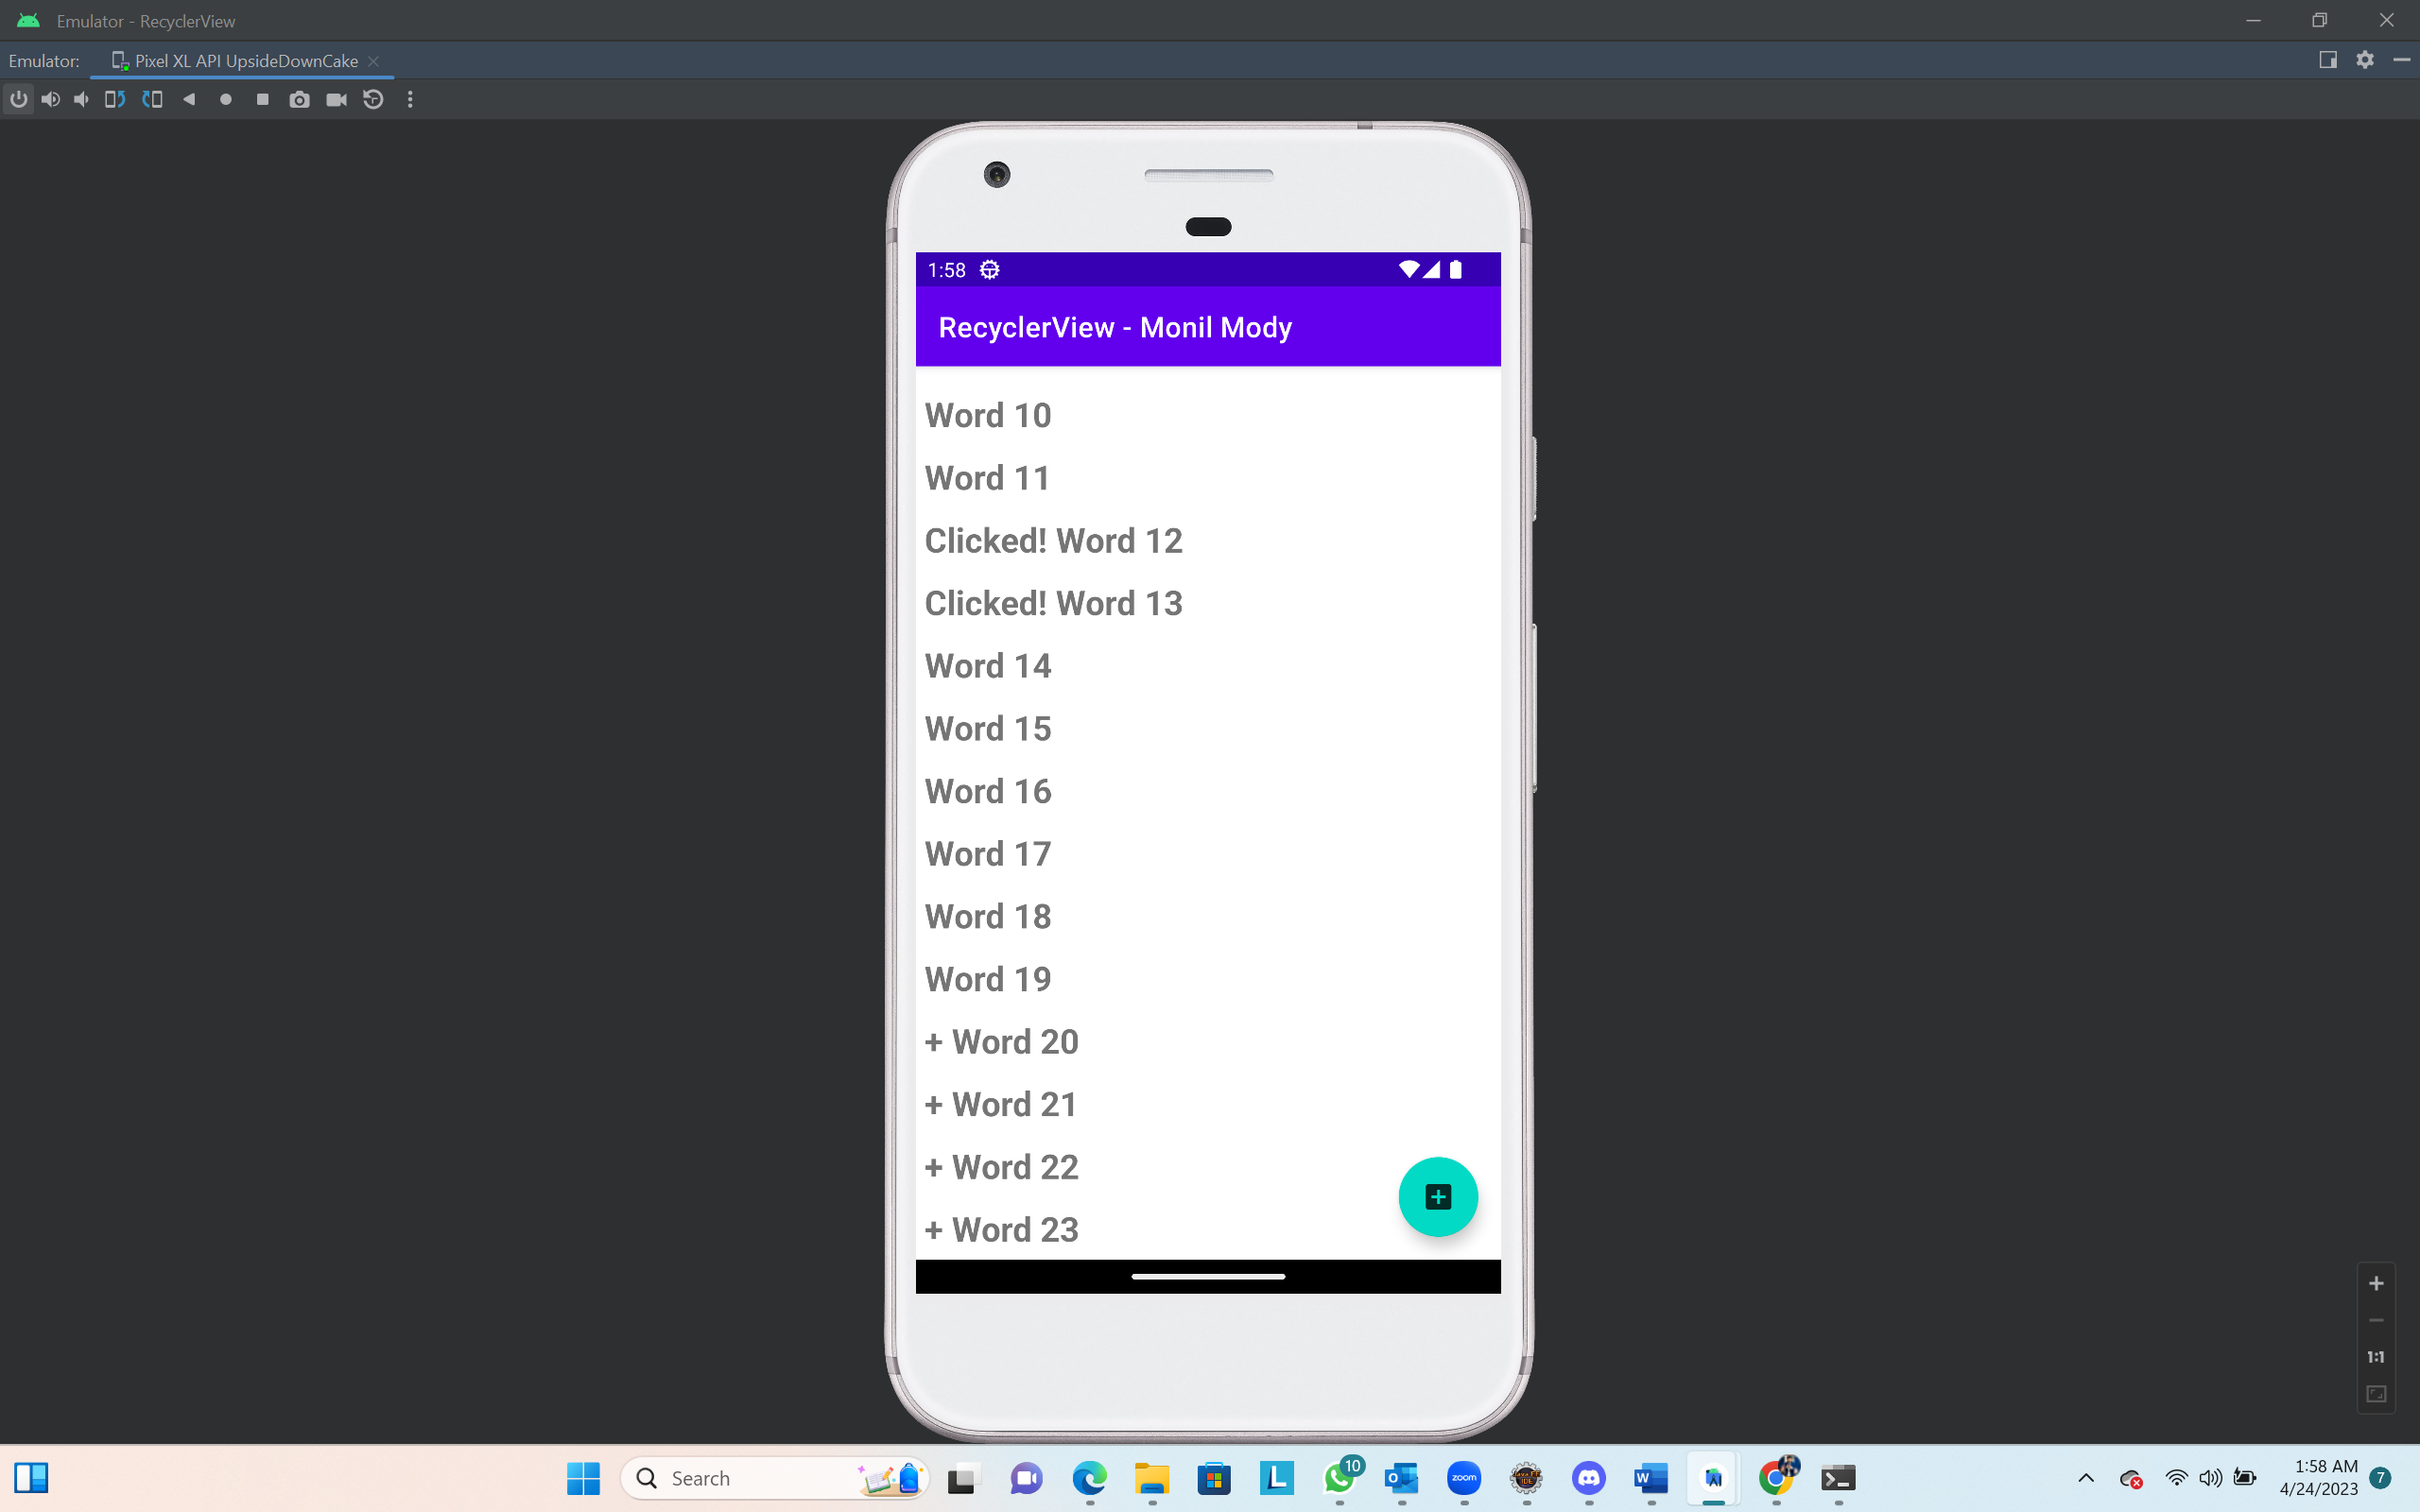 Emulator - RecyclerView
Emulator: Pixel XL API UpsideDownCake
1:58
RecyclerView - Monil Mody
Word 10
Word 11
Clicked! Word 12
Clicked! Word 13
Word 14
Word 15
Word 16
Word 17
Word 18
Word 19
+ Word 20
+ Word 21
+ Word 22
+ Word 23
1:1
Search
L
10
O
zoom
W
1:58 AM
4/24/2023
7